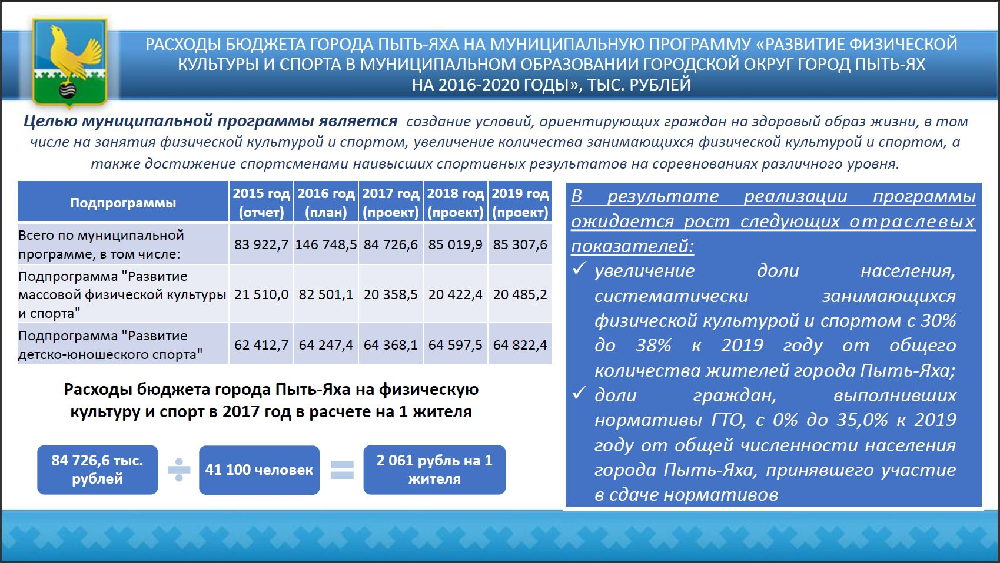 РАСХОДЫ БЮДЖЕТА ГОРОДА ПЫТЬ-ЯХА НА МУНИЦИПАЛЬНУЮ ПРОГРАММУ «РАЗВИТИЕ ФИЗИЧЕСКОЙ
КУЛЬТУРЫ И СПОРТА В МУНИЦИПАЛЬНОМ ОБРАЗОВАНИИ ГОРОДСКОЙ ОКРУГ ГОРОД ПЫТЬ-ЯХ
НА 2016-2020 ГОДЫ», ТЫС. РУБЛЕЙ
Целью муниципальной программы является создание условий, ориентирующих граждан на здоровый образ жизни, в том
числе на занятия физической культурой и спортом, увеличение количества занимающихся физической культурой и спортом, а
также достижение спортсменами наивысших спортивных результатов на соревнованиях различного уровня.
Подпрограммы 2015 год 2016 год 2017 год 2018 год 2019 год
(отчет) (план) (проект) (проект) (проект)
Всего по муниципальной
программе, в том числе: 83 922,7 146 748,5 84 726,6 85 019,9 85 307,6
Подпрограмма "Развитие
массовой физической культуры 21 510,0 82 501,1 20 358,5 20 422,4 20 485,2
и спорта"
Подпрограмма "Развитие
детско-юношеского спорта" 62 412,7 64 247,4 64 368,1 64 597,5 64 822,4
Расходы бюджета города Пыть-Яха на физическую
культуру и спорт в 2017 год в расчете на 1 жителя
84 726,6 тыс.
рублей
÷
41 100 человек
=
2 061 рубль на 1
жителя
В результате реализации программы
ожидается рост следующих отраслевых
показателей:
✓ увеличение доли населения,
систематически занимающихся
физической культурой и спортом с 30%
до 38% к 2019 году от общего
количества жителей города Пыть-Яха;
✓ доли граждан, выполнивших
нормативы ГТО, с 0% до 35,0% к 2019
году от общей численности населения
города Пыть-Яха, принявшего участие
в сдаче нормативов